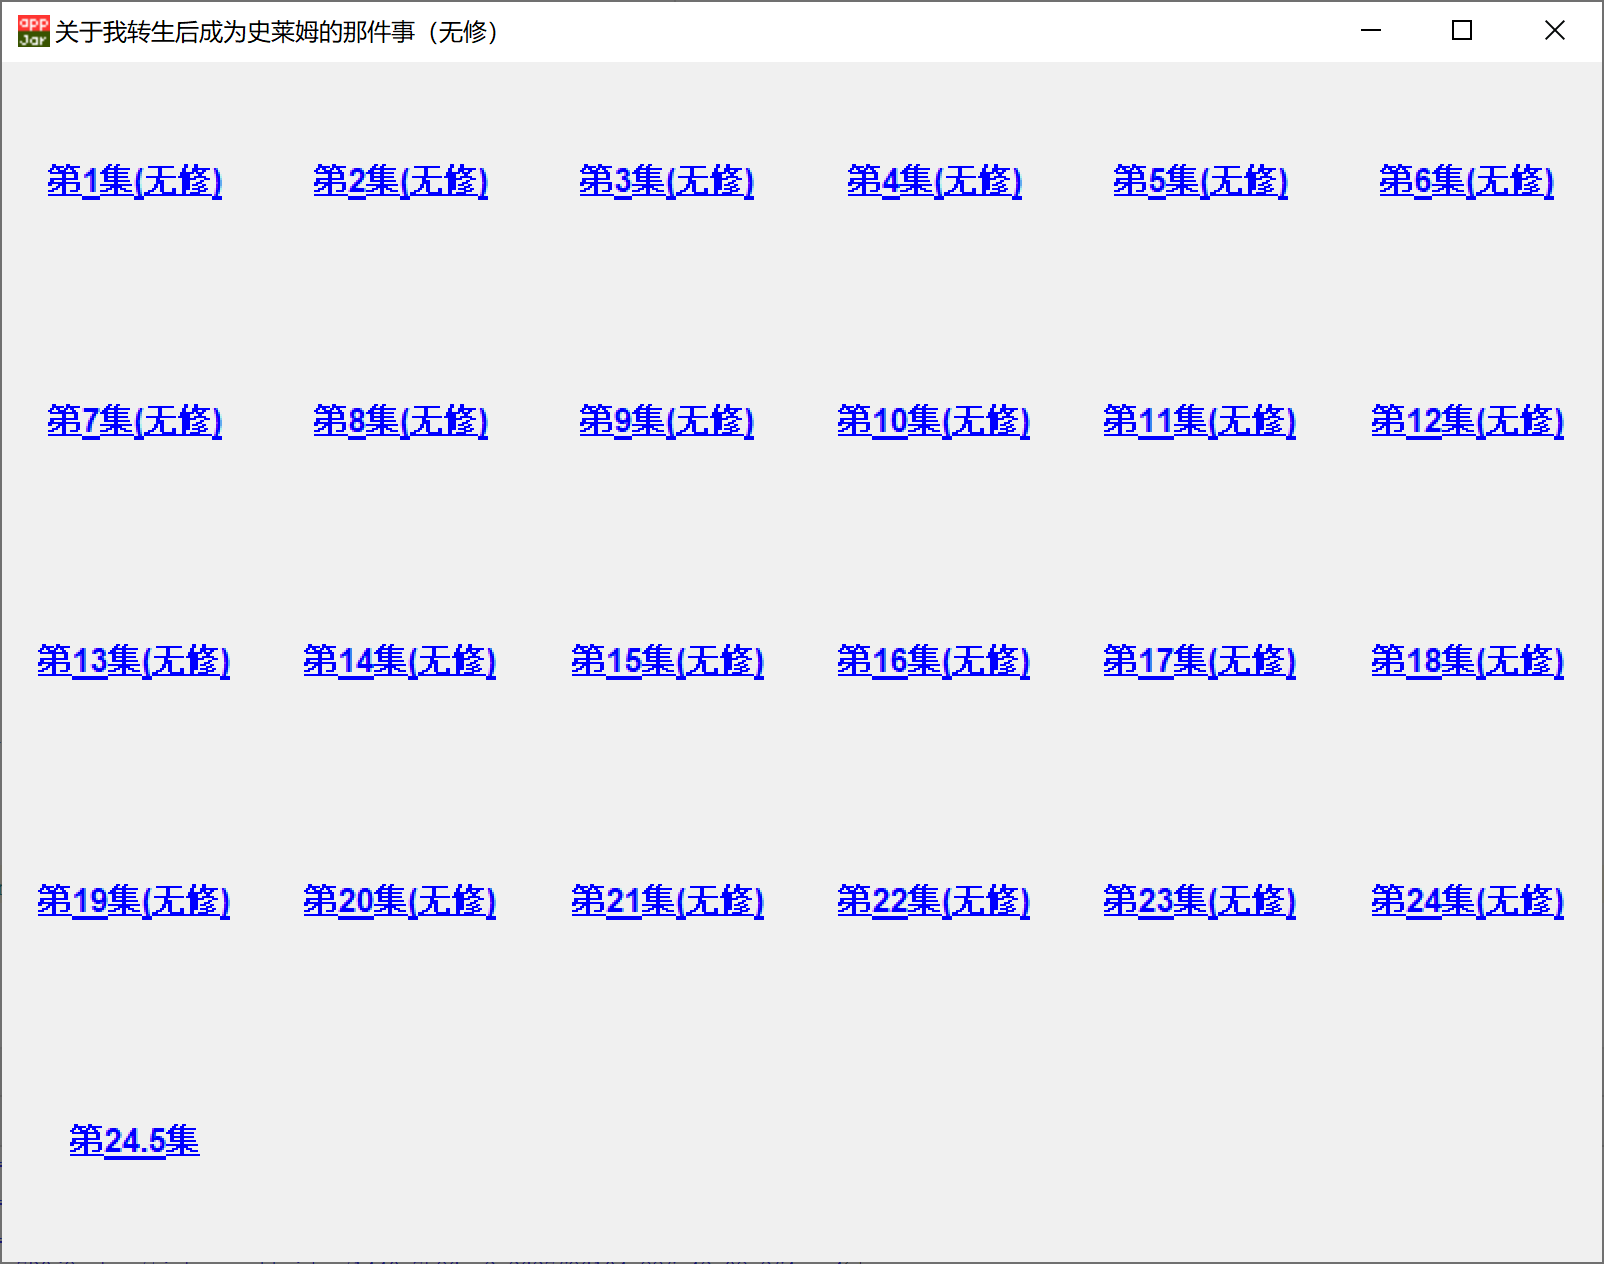 app
Jar
关于我转生后成为史莱姆的那件事（无修）
第1集(无修) 第2集(无修) 第3集(无修) 第4集(无修) 第5集(无修) 第6集(无修)
第7集(无修) 第8集(无修) 第9集(无修) 第10集(无修) 第11集(无修) 第12集(无修)
第13集(无修) 第14集(无修) 第15集(无修) 第16集(无修) 第17集(无修) 第18集(无修)
第19集(无修) 第20集(无修) 第21集(无修) 第22集(无修) 第23集(无修) 第24集(无修)
第24.5集